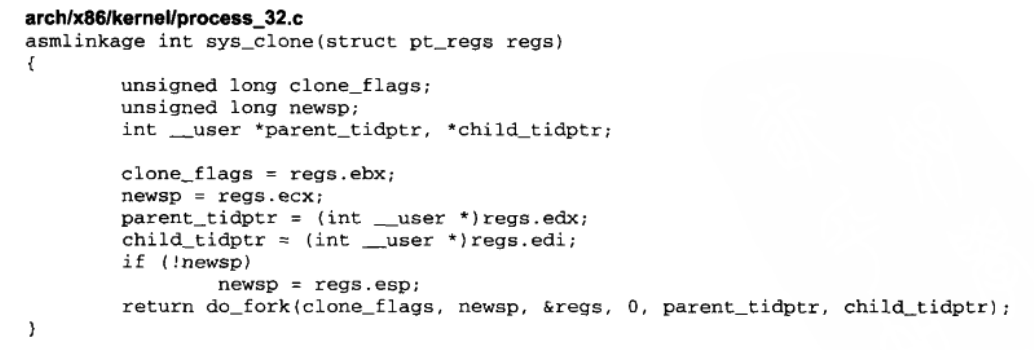 arch/x86/kernel/process_32.c
asmlinkage int sys_clone(struct pt_regs regs)
{
        unsigned long clone_flags;
        unsigned long newsp;
        int __user *parent_tidptr, *child_tidptr;

        clone_flags = regs.ebx;
        newsp = regs.ecx;
        parent_tidptr = (int __user *)regs.edx;
        child_tidptr = (int __user *)regs.edi;
        if (!newsp)
                newsp = regs.esp;
        return do_fork(clone_flags, newsp, &regs, 0, parent_tidptr, child_tidptr);
}